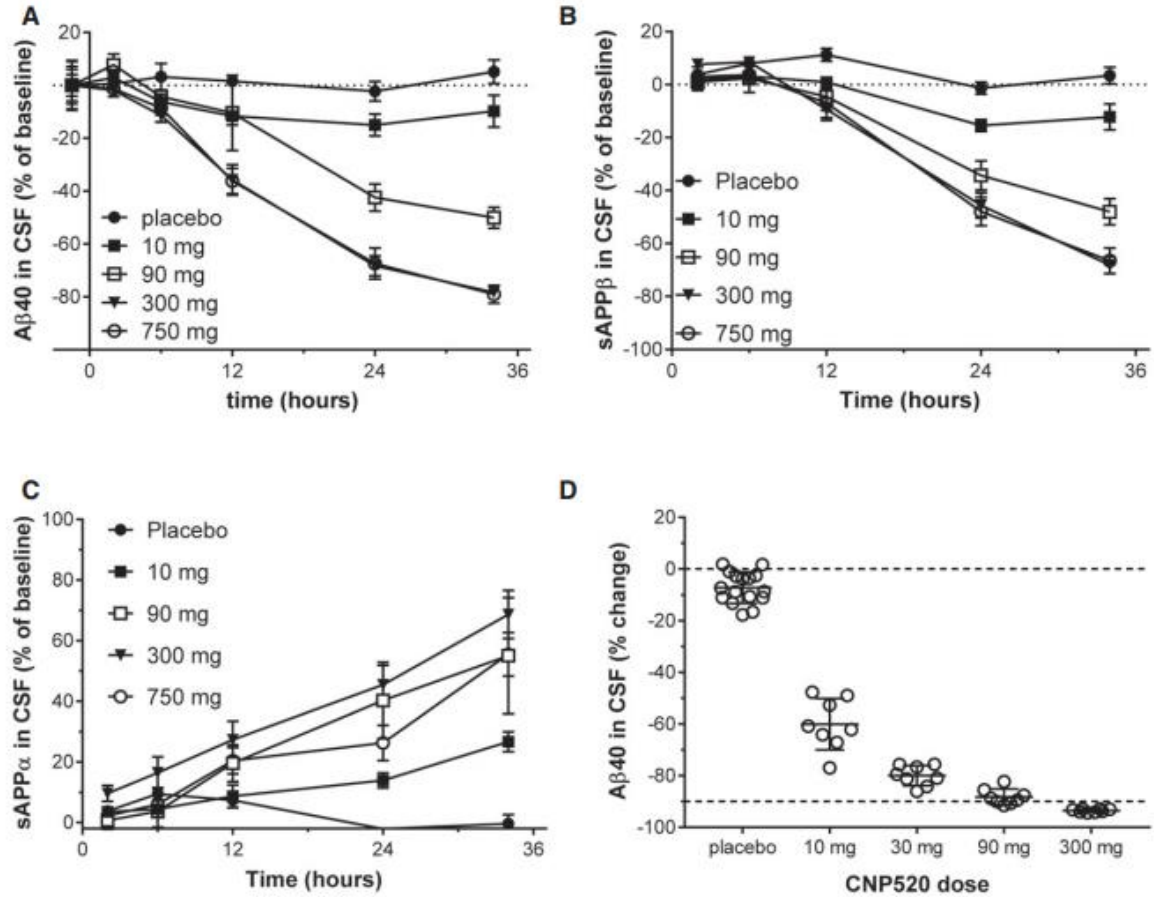 A
Aβ40 in CSF (% of baseline)
20
0
-20
-40
-60
-80
placebo
10 mg
90 mg
300 mg
750 mg
0
12
24
36
time (hours)
B
sAPPβ in CSF (% of baseline)
20
0
-20
-40
-60
-80
-100
Placebo
10 mg
90 mg
300 mg
750 mg
0
12
24
36
Time (hours)
C
sAPPα in CSF (% of baseline)
100
80
60
40
20
0
Placebo
10 mg
90 mg
300 mg
750 mg
0
12
24
36
Time (hours)
D
Aβ40 in CSF (% change)
20
0
-20
-40
-60
-80
-100
placebo
10 mg
30 mg
90 mg
300 mg
CNP520 dose